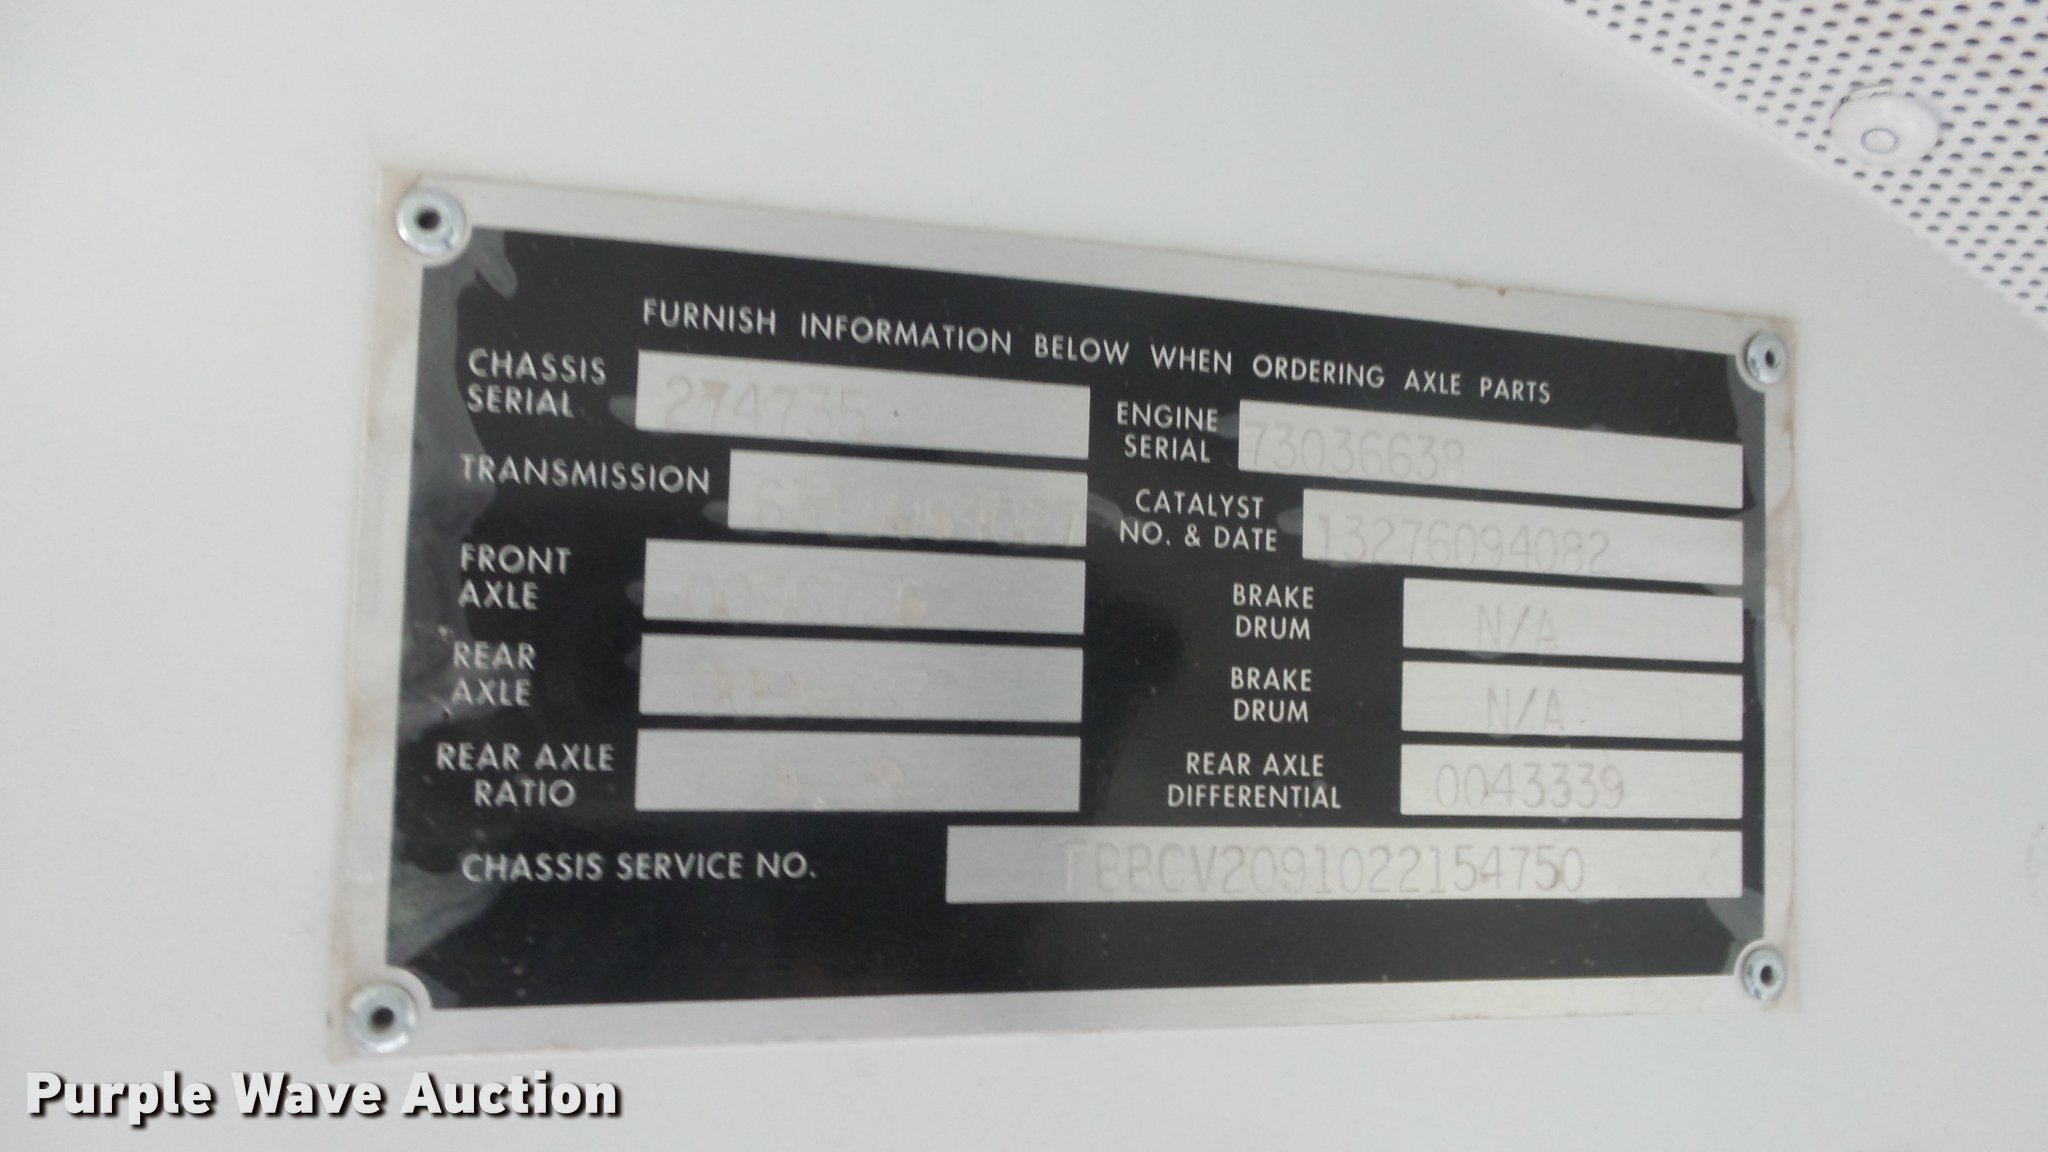 FURNISH INFORMATION BELOW WHEN ORDERING AXLE PARTS
CHASSIS SERIAL 274735
ENGINE SERIAL 73036638
TRANSMISSION
CATALYST NO. & DATE 13276094082
FRONT AXLE
BRAKE DRUM N/A
REAR AXLE
BRAKE DRUM N/A
REAR AXLE RATIO
REAR AXLE DIFFERENTIAL 0043339
CHASSIS SERVICE NO. FBBCV2091022154750
Purple Wave Auction